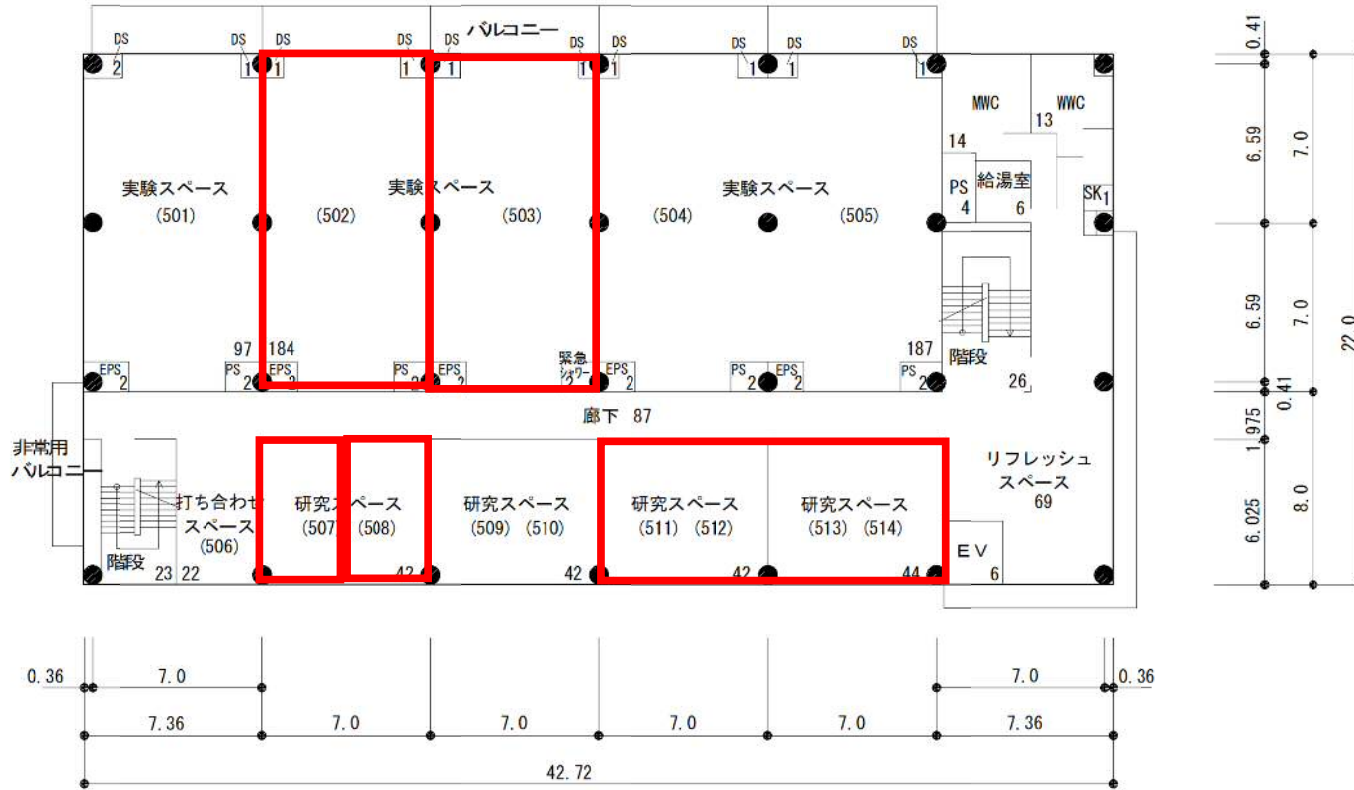 バルコニー
DS DS DS DS DS DS DS DS DS
2 1 1 1 1 1 1 1 1
MWC WWC
13
14
実験スペース 実験スペース 実験スペース
(501) (502) (503) (504) (505)
PS 給湯室
4 6
SK1
97 184 187
緊急
シャワー
EPS 2 PS 2 EPS 2 PS 2 EPS 2 2 EPS 2 PS 2 EPS 2 PS 2
階段
26
廊下 87
非常用
バルコニー
打ち合わせ
スペース
(506)
階段
23 22
研究スペース 研究スペース 研究スペース 研究スペース
(507) (508) (509) (510) (511) (512) (513) (514)
42 42 42 44
リフレッシュ
スペース
69
EV
6
0.41
6.59 7.0
6.59 7.0
22.0
0.41
1.975
6.025 8.0
0.36 7.0 7.0 0.36
7.36 7.0 7.0 7.0 7.0 7.36
42.72